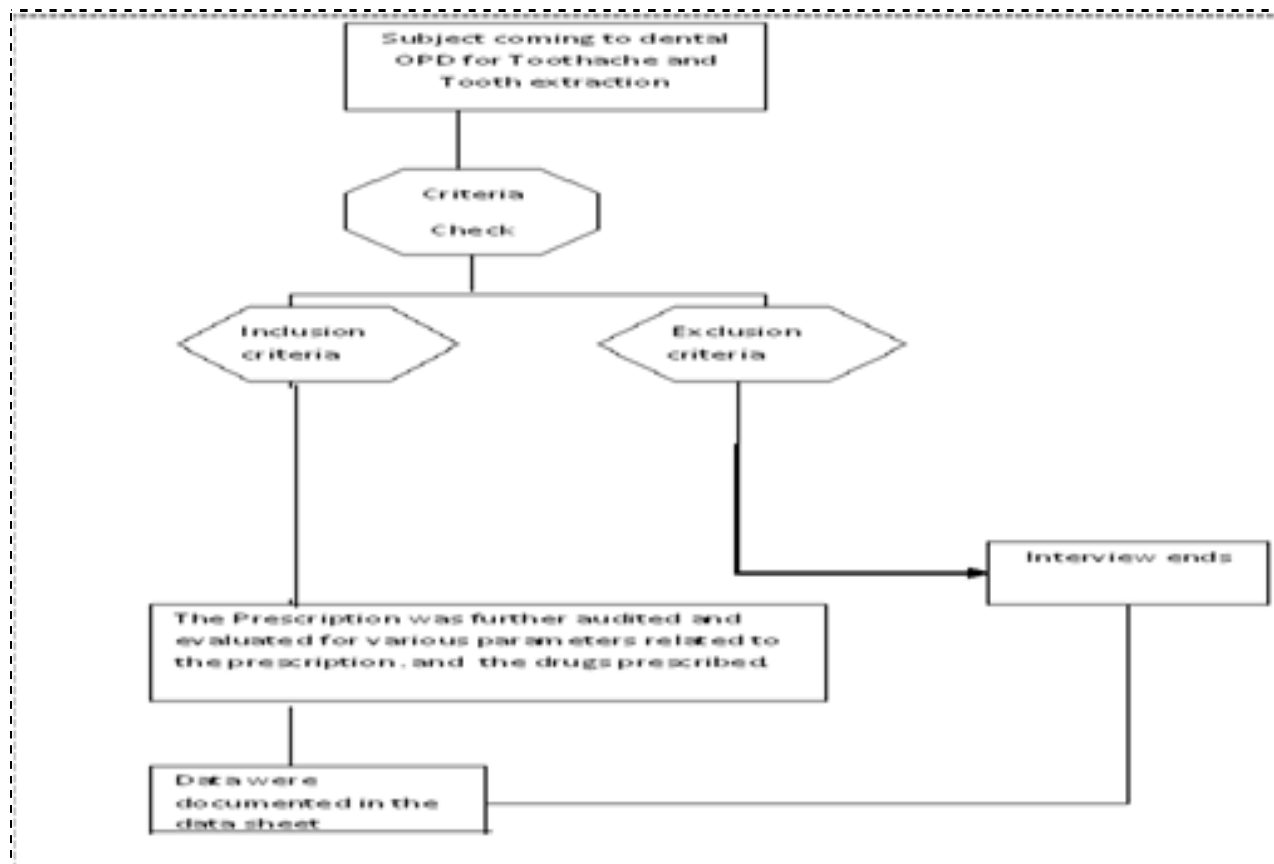 Subject coming to dental
OPD for Toothache and
Tooth extraction
Criteria
Check
Inclusion
criteria
Exclusion
criteria
Interview ends
The Prescription was further audited and
evaluated for various parameters related to
the prescription, and the drugs prescribed.
Data were
documented in the
data sheet